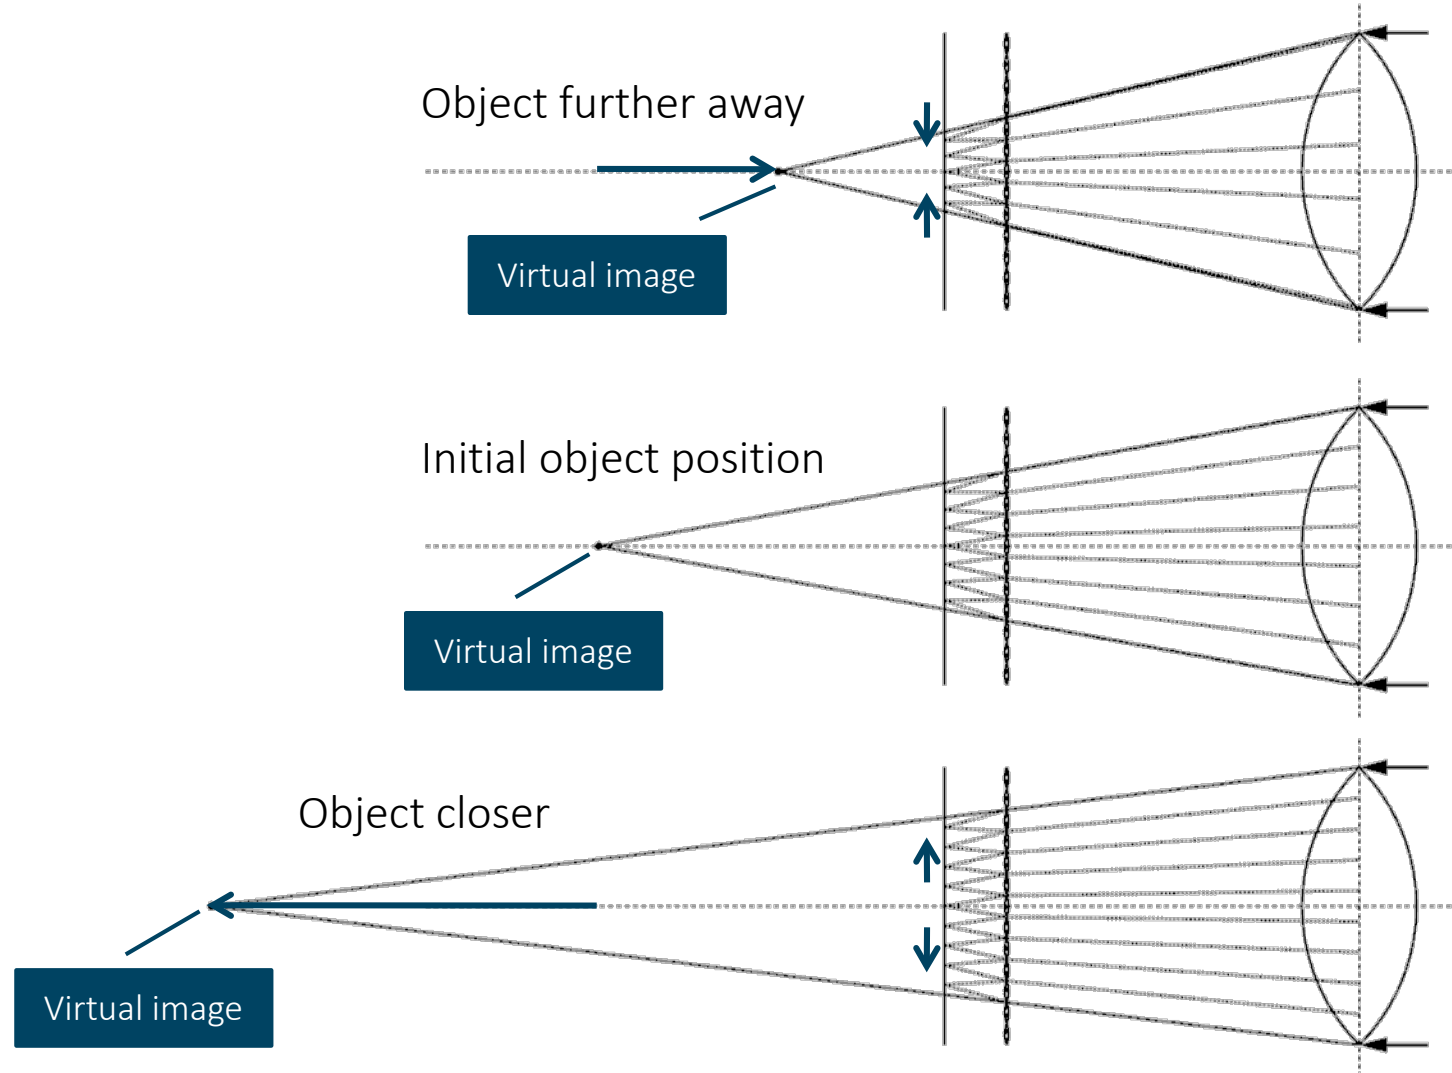 Object further away
Virtual image
Initial object position
Virtual image
Object closer
Virtual image